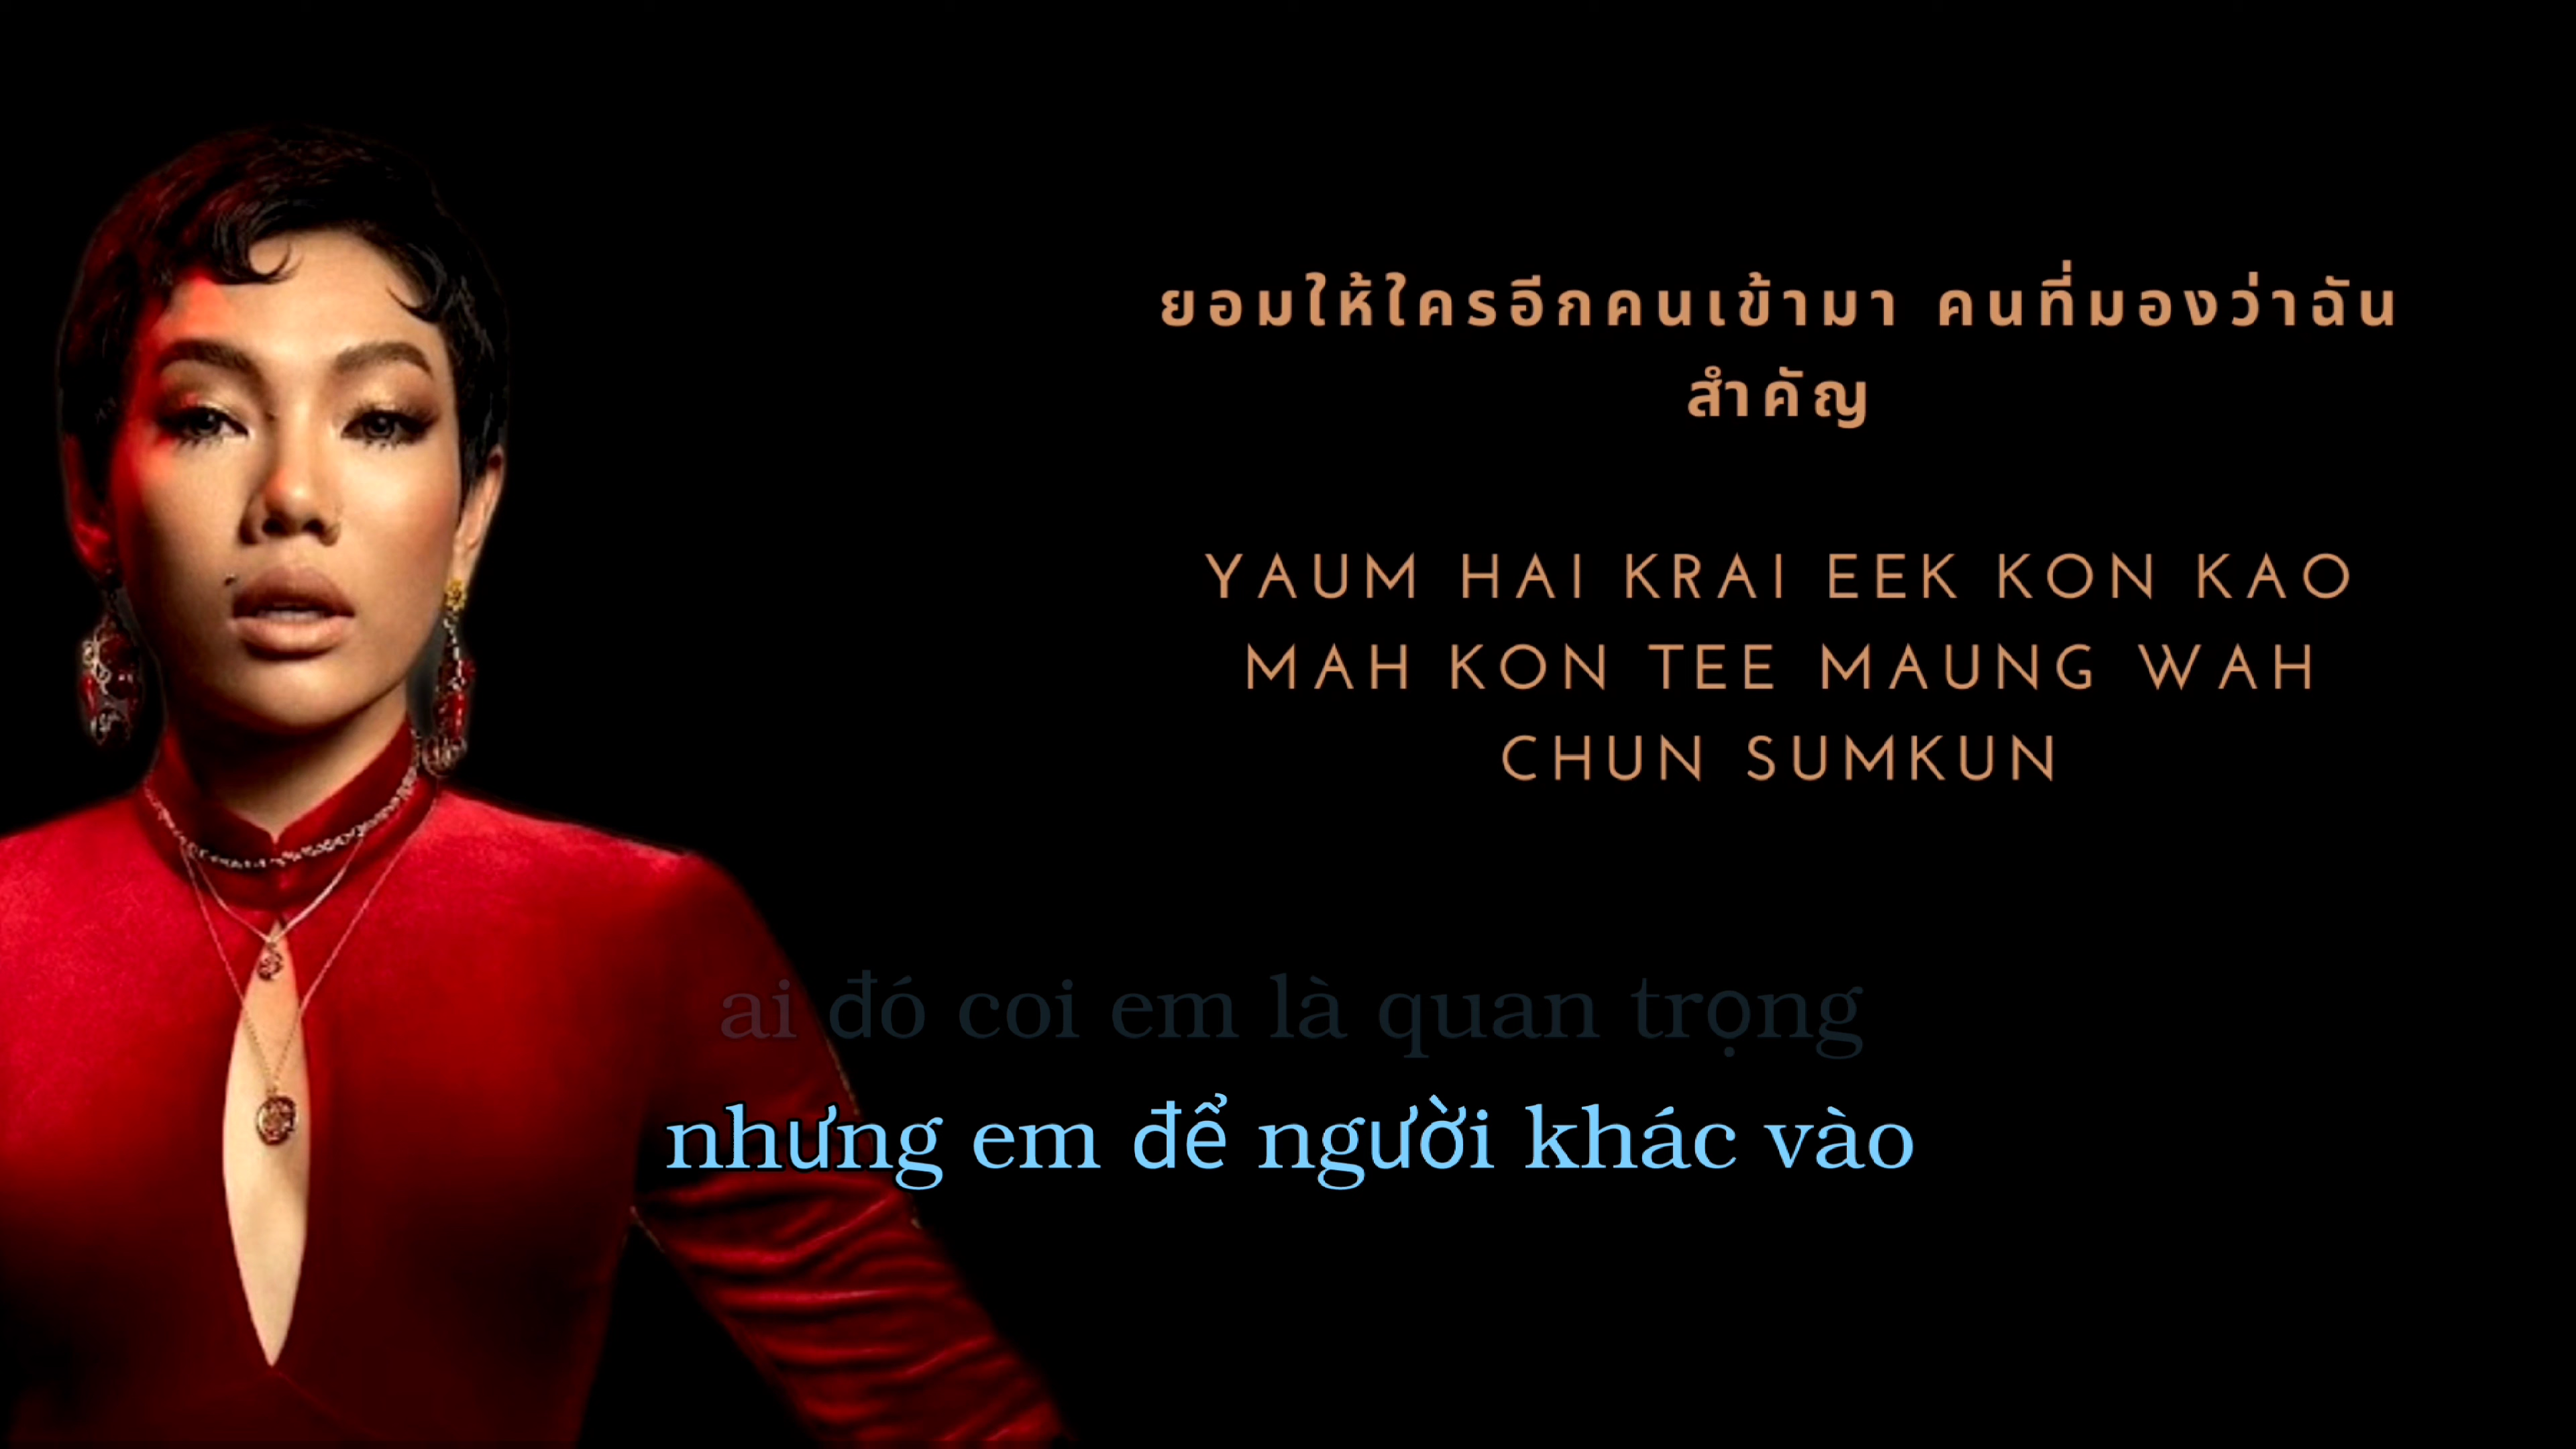 ยอมให้ใครอีกคนเข้ามา คนที่มองว่าฉัน
สำคัญ
YAUM HAI KRAI EEK KON KAO
MAH KON TEE MAUNG WAH
CHUN SUMKUN
ai đó coi em là quan trọng
nhưng em để người khác vào